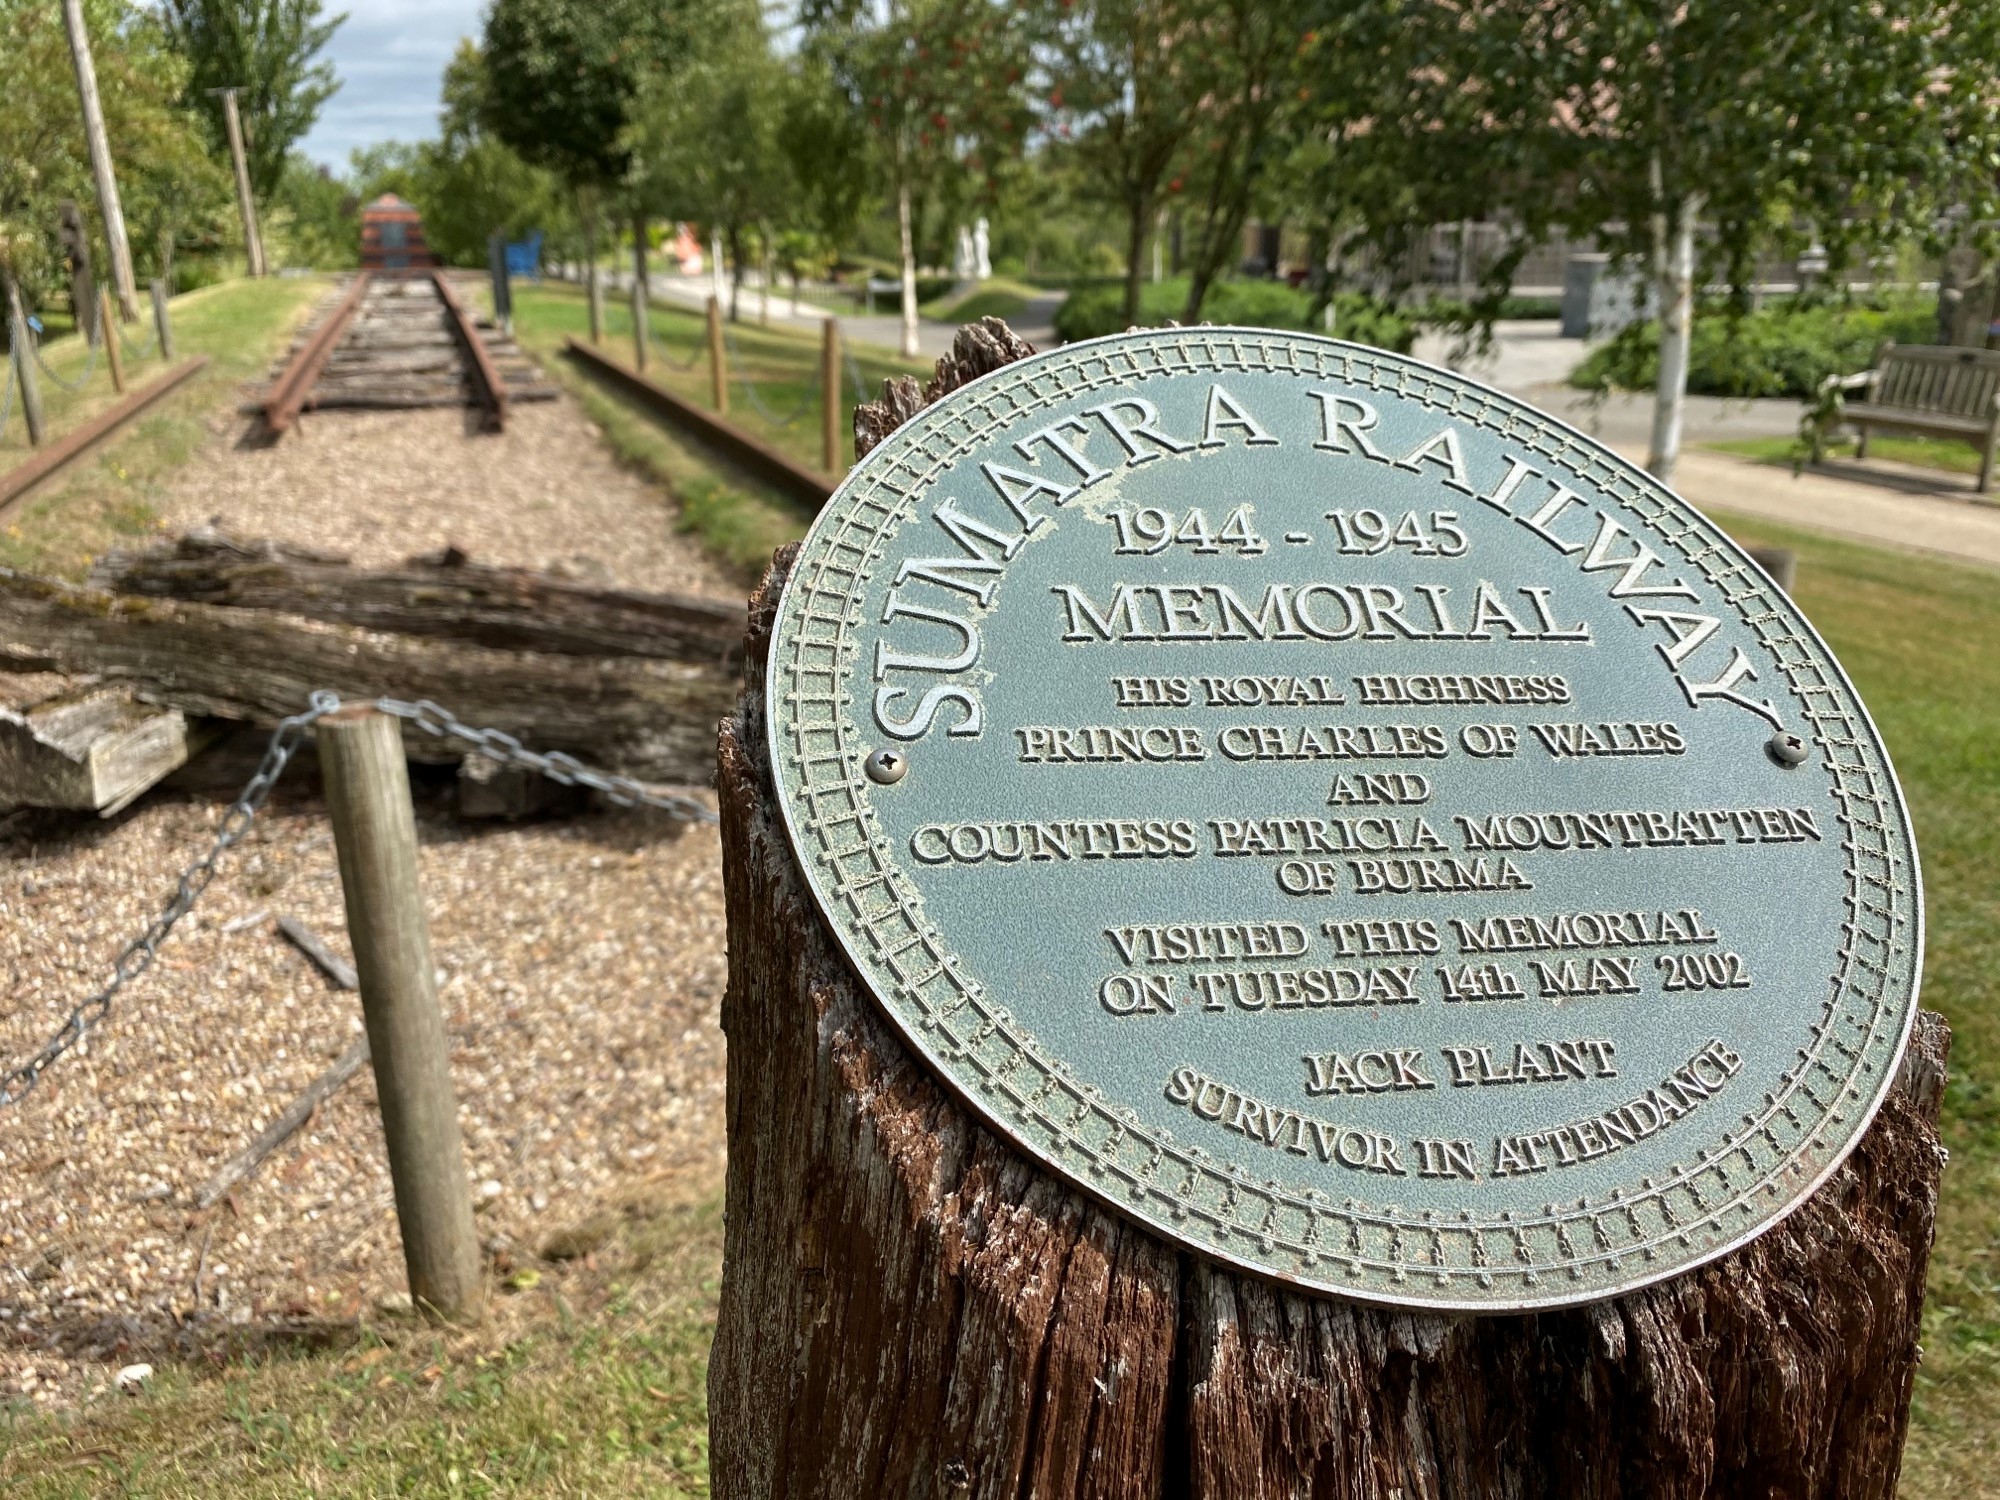 SUMATRA RAILWAY
1944 - 1945
MEMORIAL
HIS ROYAL HIGHNESS
PRINCE CHARLES OF WALES
AND
COUNTESS PATRICIA MOUNTBATTEN
OF BURMA
VISITED THIS MEMORIAL
ON TUESDAY 14th MAY 2002
JACK PLANT
SURVIVOR IN ATTENDANCE